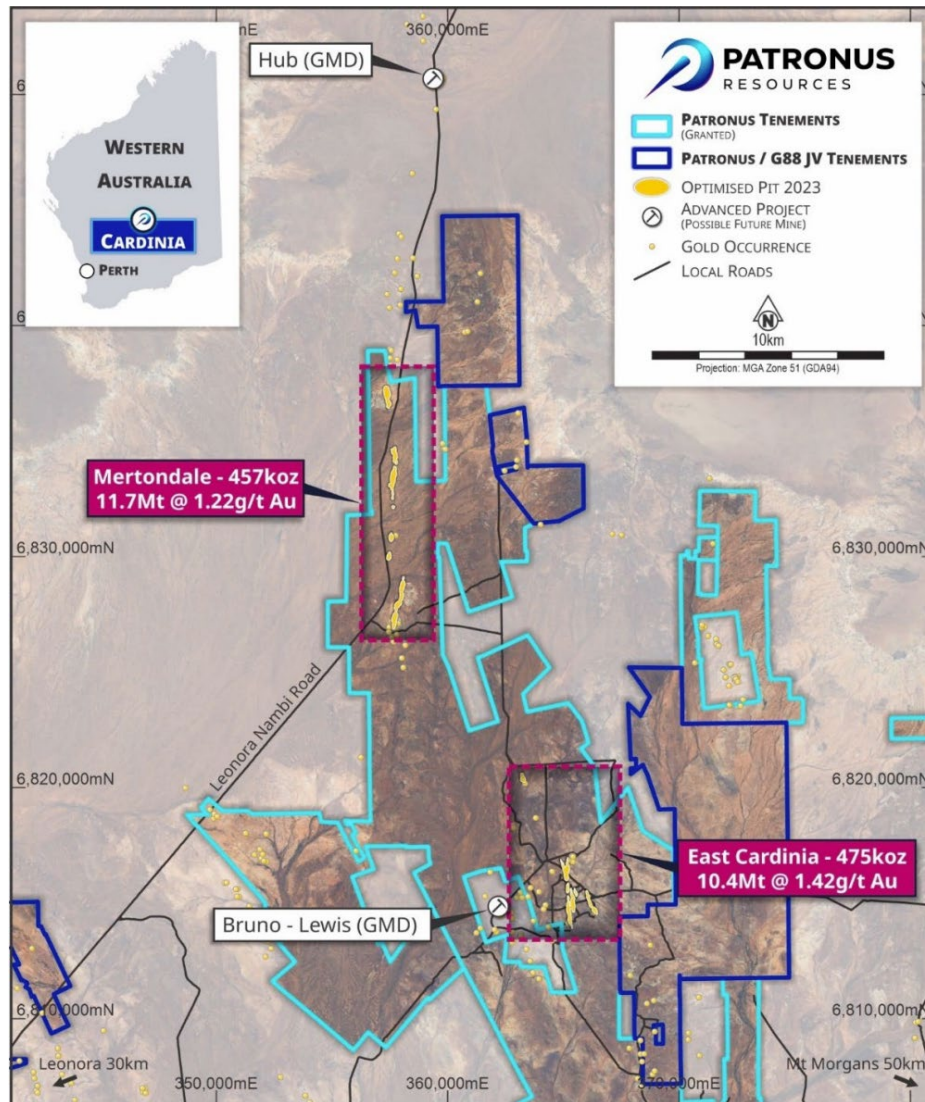 360,000mE
Hub (GMD)
WESTERN
AUSTRALIA
CARDINIA
PERTH
PATRONUS
RESOURCES
PATRONUS TENEMENTS
(GRANTED)
PATRONUS / G88 JV TENEMENTS
OPTIMISED PIT 2023
ADVANCED PROJECT
(POSSIBLE FUTURE MINE)
GOLD OCCURRENCE
LOCAL ROADS
N
10km
Projection: MGA Zone 51 (GDA94)
Mertondale - 457koz
11.7Mt @ 1.22g/t Au
6,830,000mN
6,830,000mN
Leonora Nambi Road
6,820,000mN
6,820,000mN
East Cardinia - 475koz
10.4Mt @ 1.42g/t Au
Bruno - Lewis (GMD)
6,810,000mN
6,810,000mN
Leonora 30km
Mt Morgans 50km
350,000mE
360,000mE
370,000mE